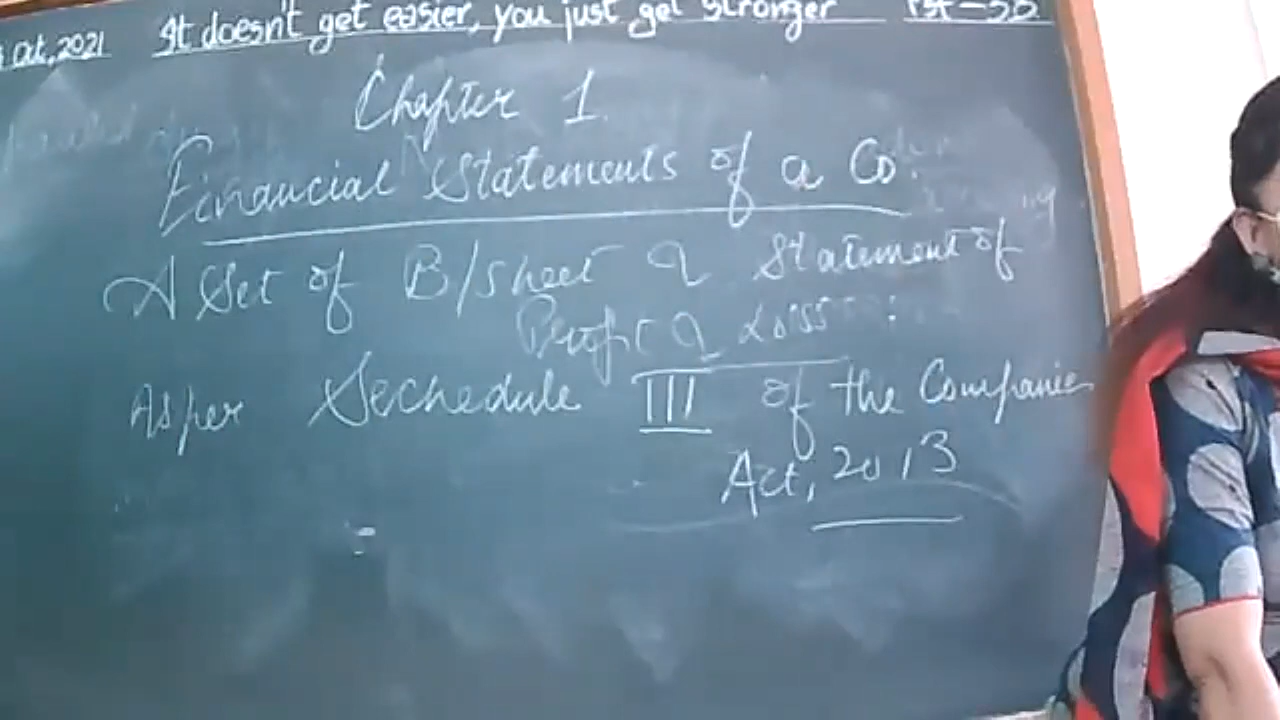 Oct, 2021 It doesn't get easier, you just get stronger
Chapter 1
Financial Statements of a Co.
A Set of B/Sheet & Statement of
Profit & Loss :
As per Sechedule III of the Companies
Act, 2013